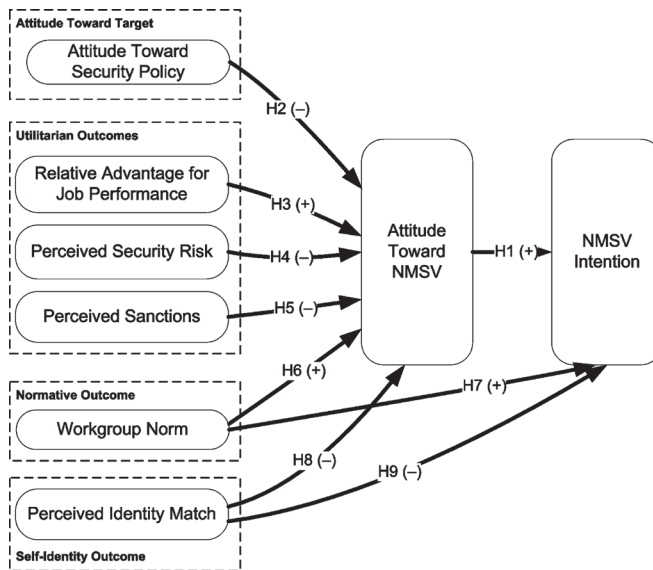 Attitude Toward Target
Attitude Toward
Security Policy
H2 (–)
Utilitarian Outcomes
Relative Advantage for
Job Performance
H3 (+)
Perceived Security Risk
H4 (–)
Perceived Sanctions
H5 (–)
Attitude
Toward
NMSV
H1 (+)
NMSV
Intention
H6 (+)
Normative Outcome
Workgroup Norm
H7 (+)
H8 (–)
H9 (–)
Perceived Identity Match
Self-Identity Outcome